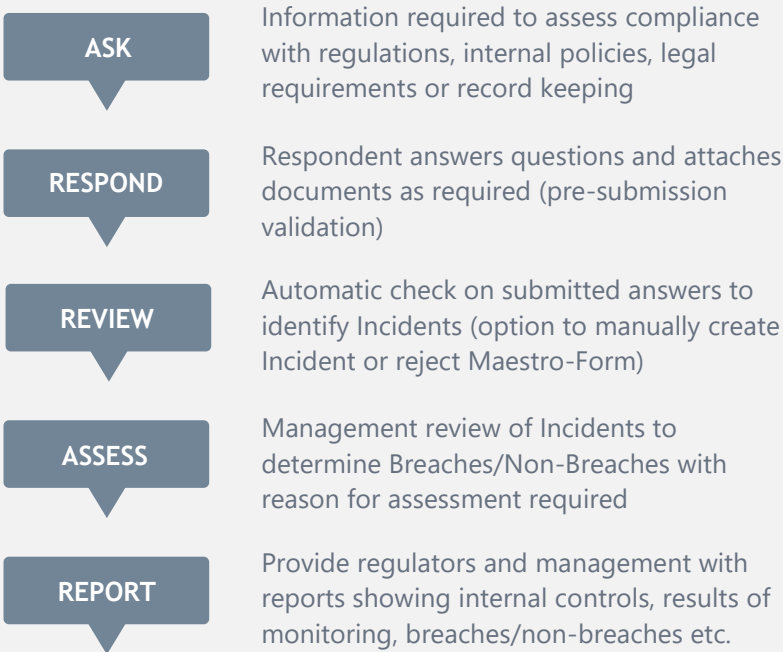 ASK
Information required to assess compliance
with regulations, internal policies, legal
requirements or record keeping
RESPOND
Respondent answers questions and attaches
documents as required (pre-submission
validation)
REVIEW
Automatic check on submitted answers to
identify Incidents (option to manually create
Incident or reject Maestro-Form)
ASSESS
Management review of Incidents to
determine Breaches/Non-Breaches with
reason for assessment required
REPORT
Provide regulators and management with
reports showing internal controls, results of
monitoring, breaches/non-breaches etc.